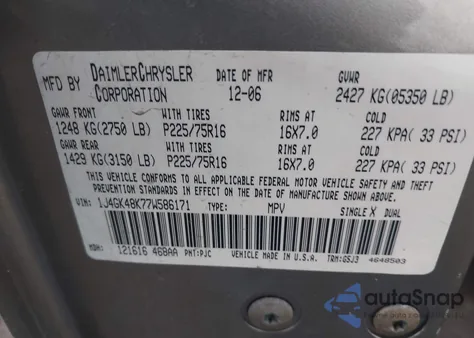 MFD BY DAIMLERCHRYSLER CORPORATION DATE OF MFR 12-06 GVWR 2427 KG(05350 LB)
GAWR FRONT WITH TIRES RIMS AT COLD
1248 KG(2750 LB) P225/75R16 16X7.0 227 KPA( 33 PSI)
GAWR REAR WITH TIRES RIMS AT COLD
1429 KG(3150 LB) P225/75R16 16X7.0 227 KPA( 33 PSI)
THIS VEHICLE CONFORMS TO ALL APPLICABLE FEDERAL MOTOR VEHICLE SAFETY AND
THEFT PREVENTION STANDARDS IN EFFECT ON THE DATE OF MANUFACTURE SHOWN ABOVE.
VIN: 1J4GK48K77W586171 TYPE: MPV SINGLE X DUAL
MDH: 121616 468AA PNT:PJC VEHICLE MADE IN U.S.A. TRM:GSJ3 4648503
autoSnap